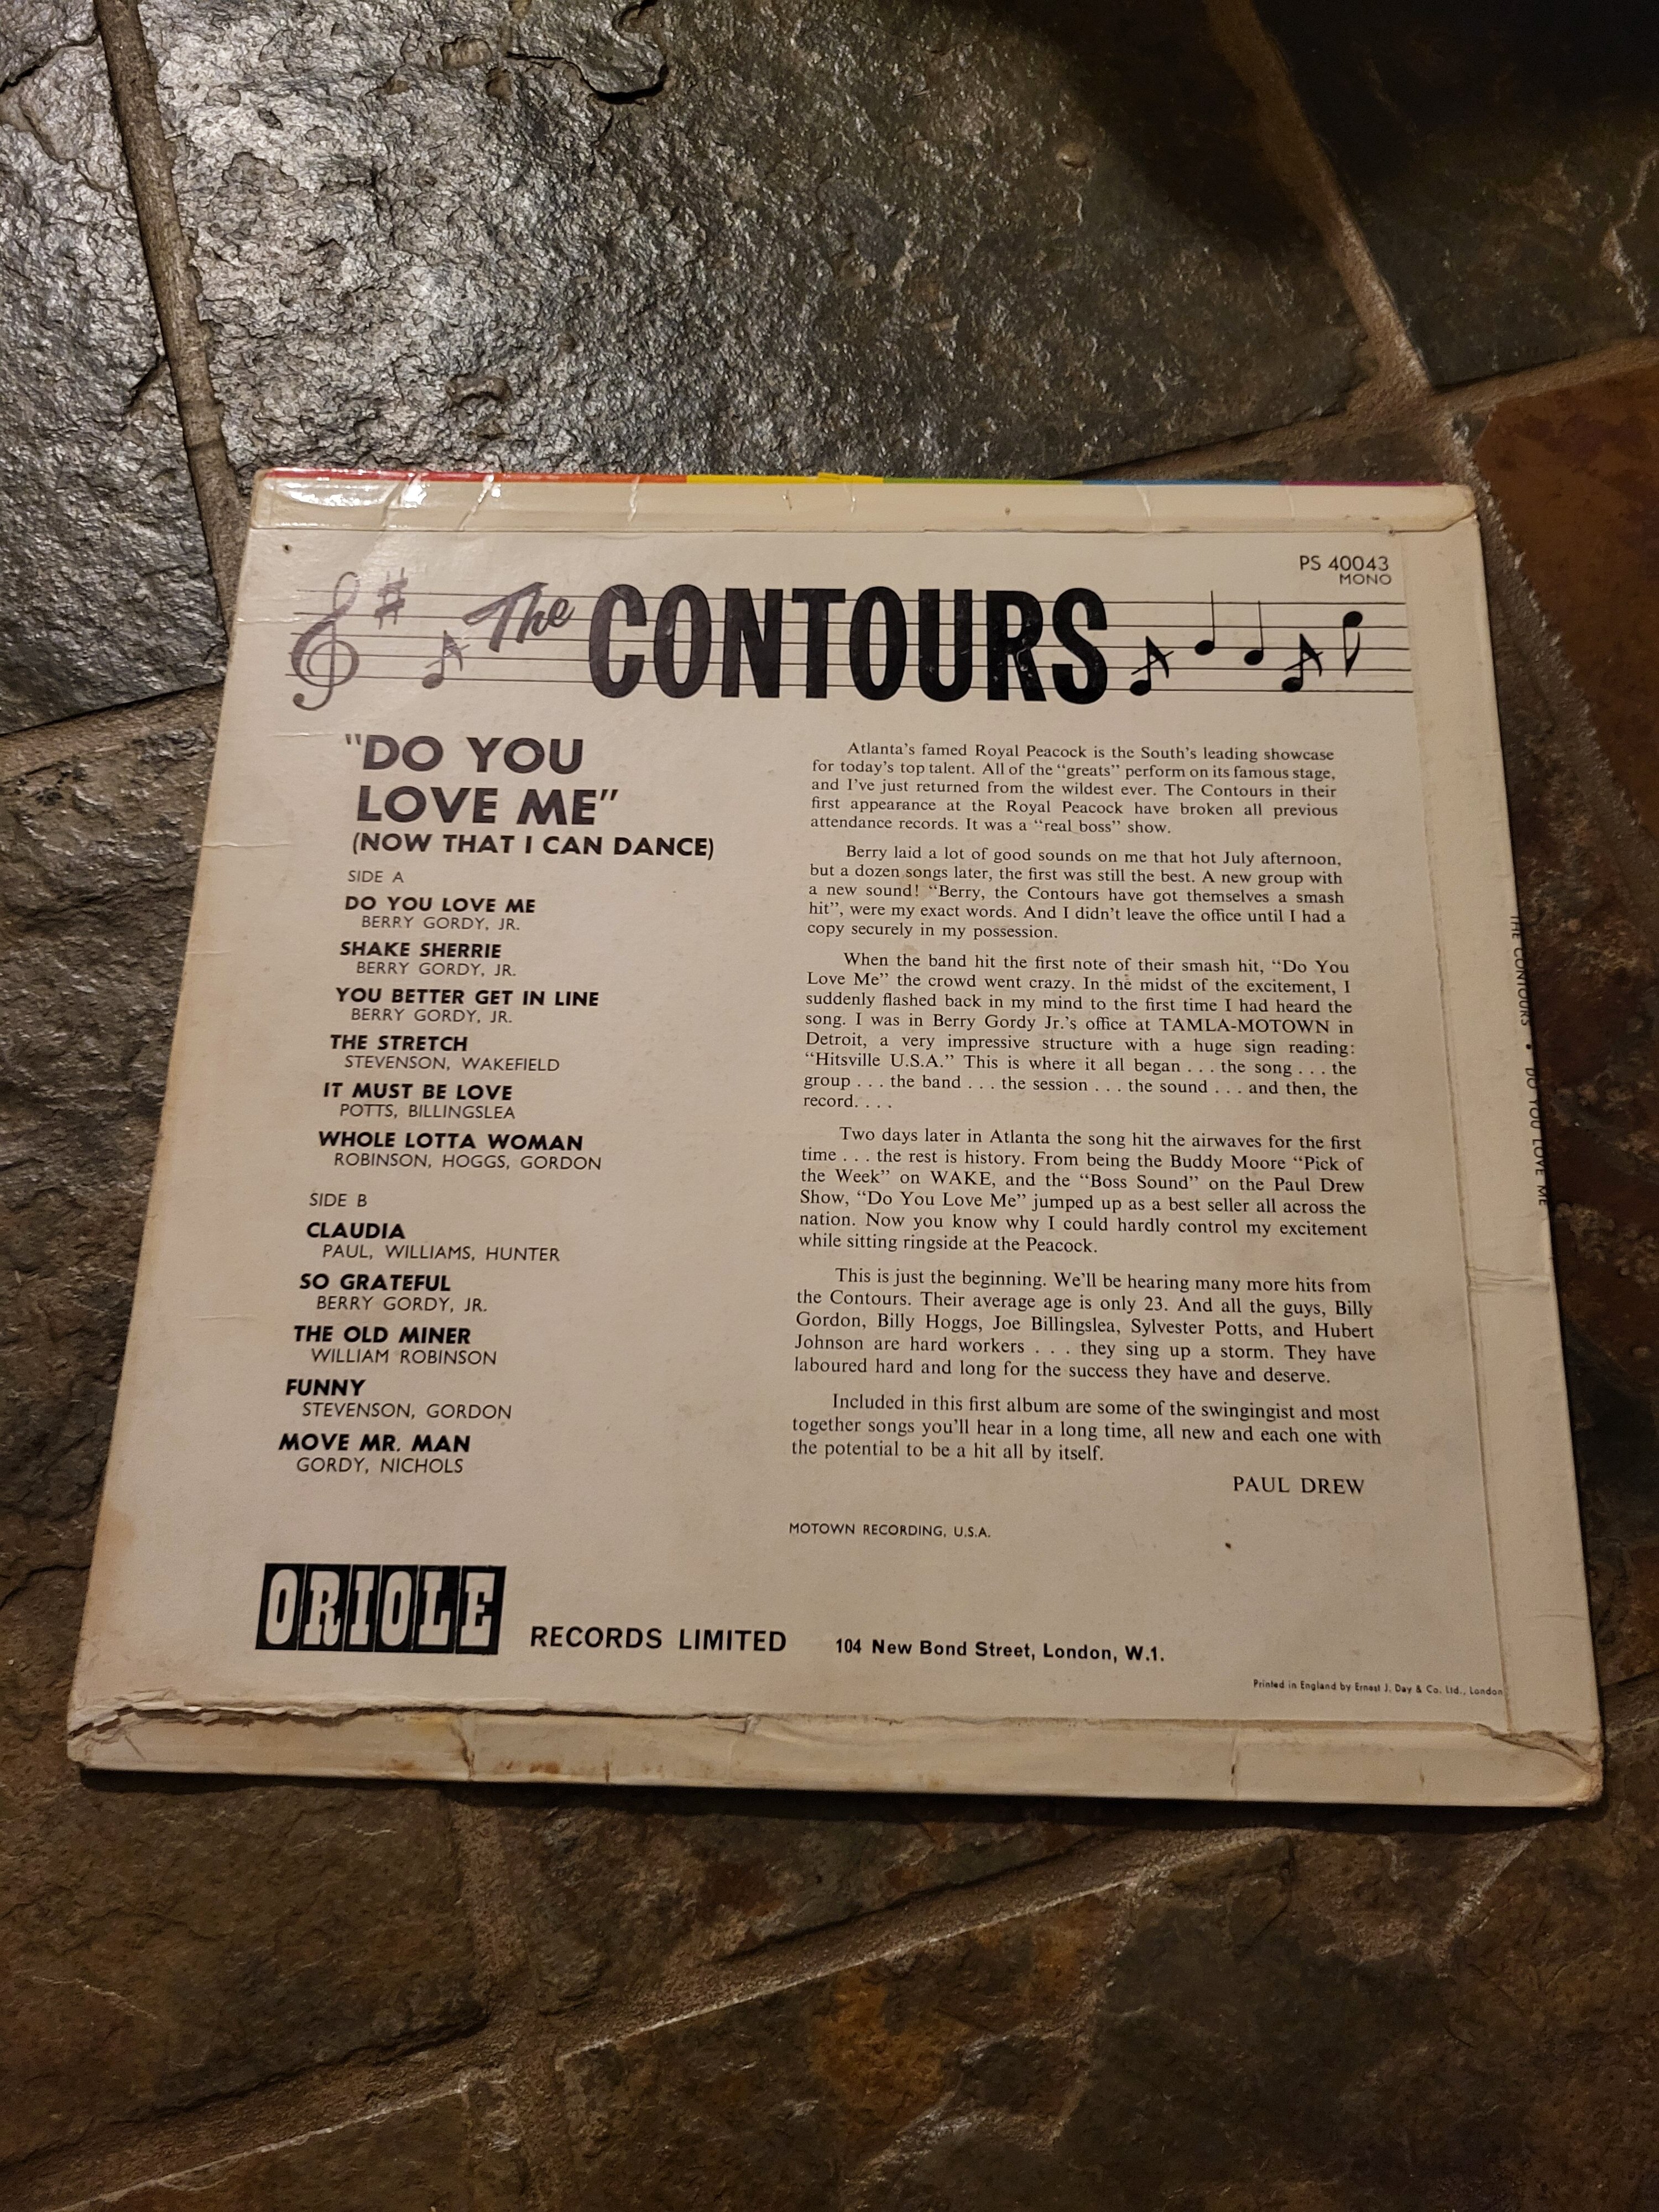 PS 40043
MONO
The CONTOURS
"DO YOU
LOVE ME"
(NOW THAT I CAN DANCE)
SIDE A
DO YOU LOVE ME
BERRY GORDY, JR.
SHAKE SHERRIE
BERRY GORDY, JR.
YOU BETTER GET IN LINE
BERRY GORDY, JR.
THE STRETCH
STEVENSON, WAKEFIELD
IT MUST BE LOVE
POTTS, BILLINGSLEA
WHOLE LOTTA WOMAN
ROBINSON, HOGGS, GORDON
SIDE B
CLAUDIA
PAUL, WILLIAMS, HUNTER
SO GRATEFUL
BERRY GORDY, JR.
THE OLD MINER
WILLIAM ROBINSON
FUNNY
STEVENSON, GORDON
MOVE MR. MAN
GORDY, NICHOLS
Atlanta's famed Royal Peacock is the South's leading showcase
for today's top talent. All of the "greats" perform on its famous stage,
and I've just returned from the wildest ever. The Contours in their
first appearance at the Royal Peacock have broken all previous
attendance records. It was a "real boss" show.
Berry laid a lot of good sounds on me that hot July afternoon,
but a dozen songs later, the first was still the best. A new group with
a new sound! "Berry, the Contours have got themselves a smash
hit", were my exact words. And I didn't leave the office until I had a
copy securely in my possession.
When the band hit the first note of their smash hit, "Do You
Love Me" the crowd went crazy. In the midst of the excitement, I
suddenly flashed back in my mind to the first time I had heard the
song. I was in Berry Gordy Jr.'s office at TAMLA-MOTOWN in
Detroit, a very impressive structure with a huge sign reading:
"Hitsville U.S.A." This is where it all began . . . the song . . . the
group . . . the band . . . the session . . . the sound . . . and then, the
record. . . .
Two days later in Atlanta the song hit the airwaves for the first
time . . . the rest is history. From being the Buddy Moore "Pick of
the Week" on WAKE, and the "Boss Sound" on the Paul Drew
Show, "Do You Love Me" jumped up as a best seller all across the
nation. Now you know why I could hardly control my excitement
while sitting ringside at the Peacock.
This is just the beginning. We'll be hearing many more hits from
the Contours. Their average age is only 23. And all the guys, Billy
Gordon, Billy Hoggs, Joe Billingslea, Sylvester Potts, and Hubert
Johnson are hard workers . . . they sing up a storm. They have
laboured hard and long for the success they have and deserve.
Included in this first album are some of the swingingist and most
together songs you'll hear in a long time, all new and each one with
the potential to be a hit all by itself.
PAUL DREW
MOTOWN RECORDING, U.S.A.
ORIOLE RECORDS LIMITED 104 New Bond Street, London, W.1.
Printed in England by Ernest J. Day & Co. Ltd., London
THE CONTOURS • DO YOU LOVE ME